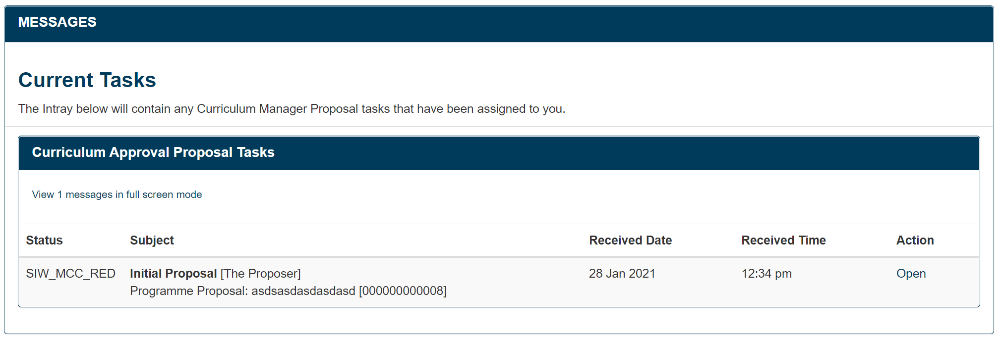 MESSAGES
Current Tasks
The Intray below will contain any Curriculum Manager Proposal tasks that have been assigned to you.
Curriculum Approval Proposal Tasks
View 1 messages in full screen mode
Status Subject Received Date Received Time Action
SIW_MCC_RED Initial Proposal [The Proposer] 28 Jan 2021 12:34 pm Open
Programme Proposal: asdsasdasdasdasd [000000000008]